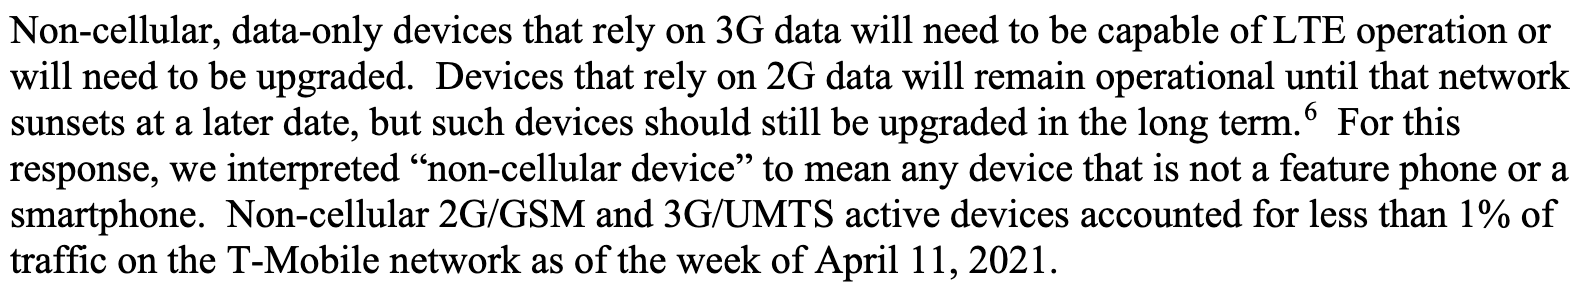 Non-cellular, data-only devices that rely on 3G data will need to be capable of LTE operation or
will need to be upgraded.  Devices that rely on 2G data will remain operational until that network
sunsets at a later date, but such devices should still be upgraded in the long term.⁶  For this
response, we interpreted “non-cellular device” to mean any device that is not a feature phone or a
smartphone.  Non-cellular 2G/GSM and 3G/UMTS active devices accounted for less than 1% of
traffic on the T-Mobile network as of the week of April 11, 2021.